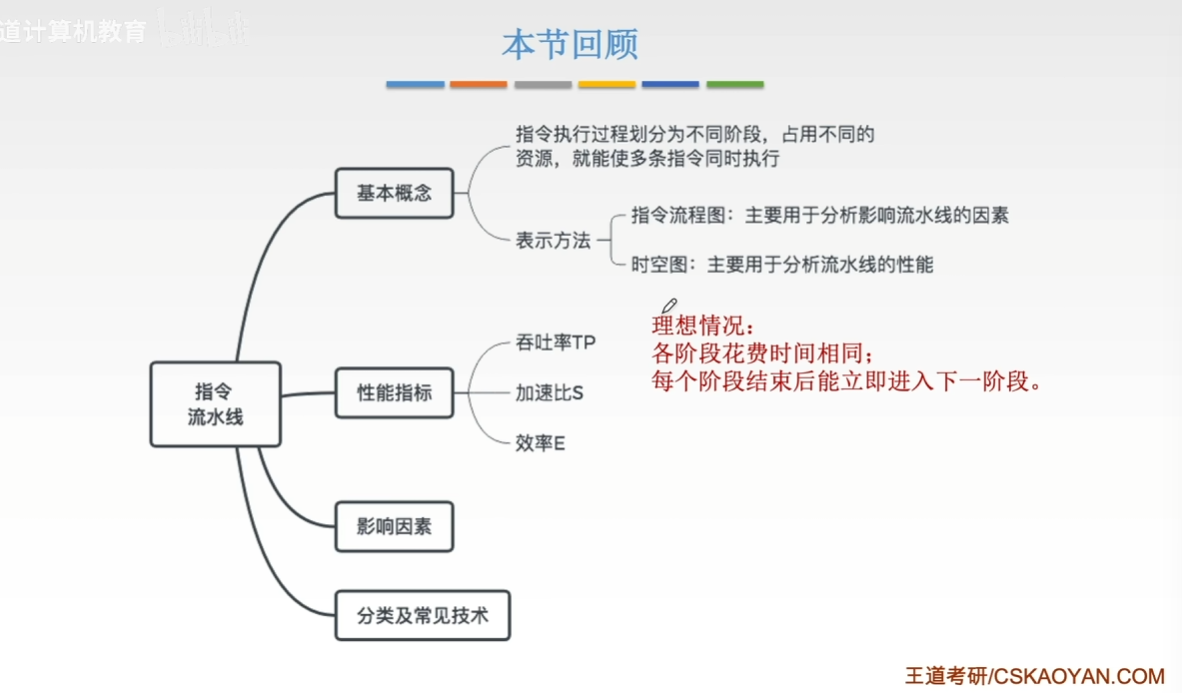 道计算机教育
本节回顾
指令执行过程划分为不同阶段，占用不同的
资源，就能使多条指令同时执行
基本概念
表示方法
指令流程图：主要用于分析影响流水线的因素
时空图：主要用于分析流水线的性能
理想情况：
各阶段花费时间相同；
每个阶段结束后能立即进入下一阶段。
吞吐率TP
性能指标
加速比S
效率E
指令
流水线
影响因素
分类及常见技术
王道考研/CSKAOYAN.COM